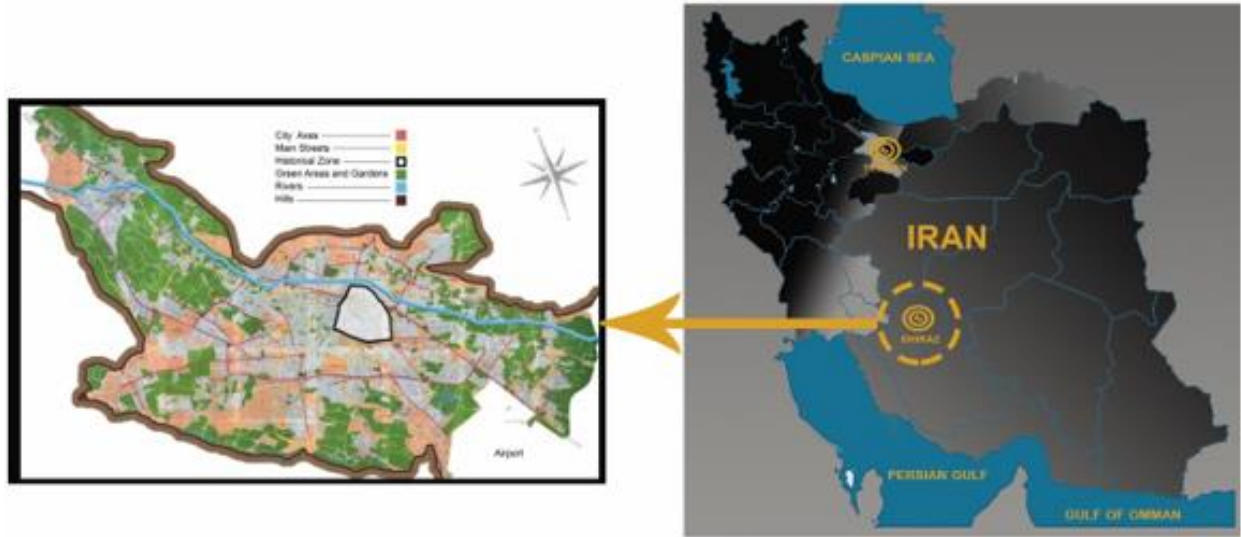 City Area
Main Streets
Historical Zone
Green Areas and Gardens
Rivers
Hills
Airport
CASPIAN SEA
IRAN
SHIRAZ
PERSIAN GULF
GULF OF OMMAN